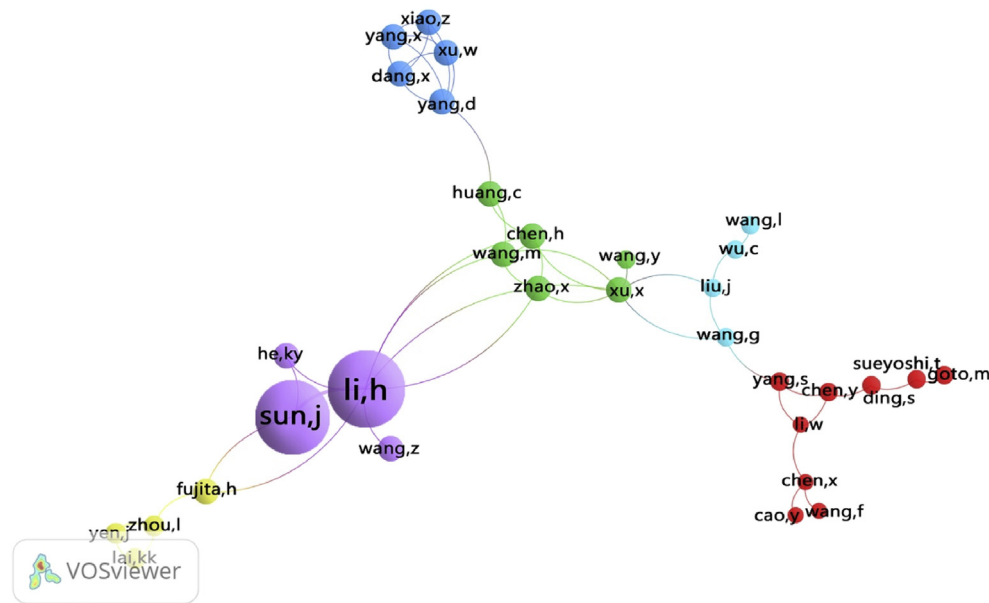 xiao,z
yang,x
xu,w
dang,x
yang,d
huang,c
wang,l
chen,h
wu,c
wang,m
wang,y
zhao,x
xu,x
liu,j
wang,g
he,ky
sueyoshi,t
goto,m
li,h
yang,s
chen,y
ding,s
sun,j
li,w
wang,z
chen,x
fujita,h
cao,y
wang,f
zhou,l
yen,j
lai,kk
VOSviewer